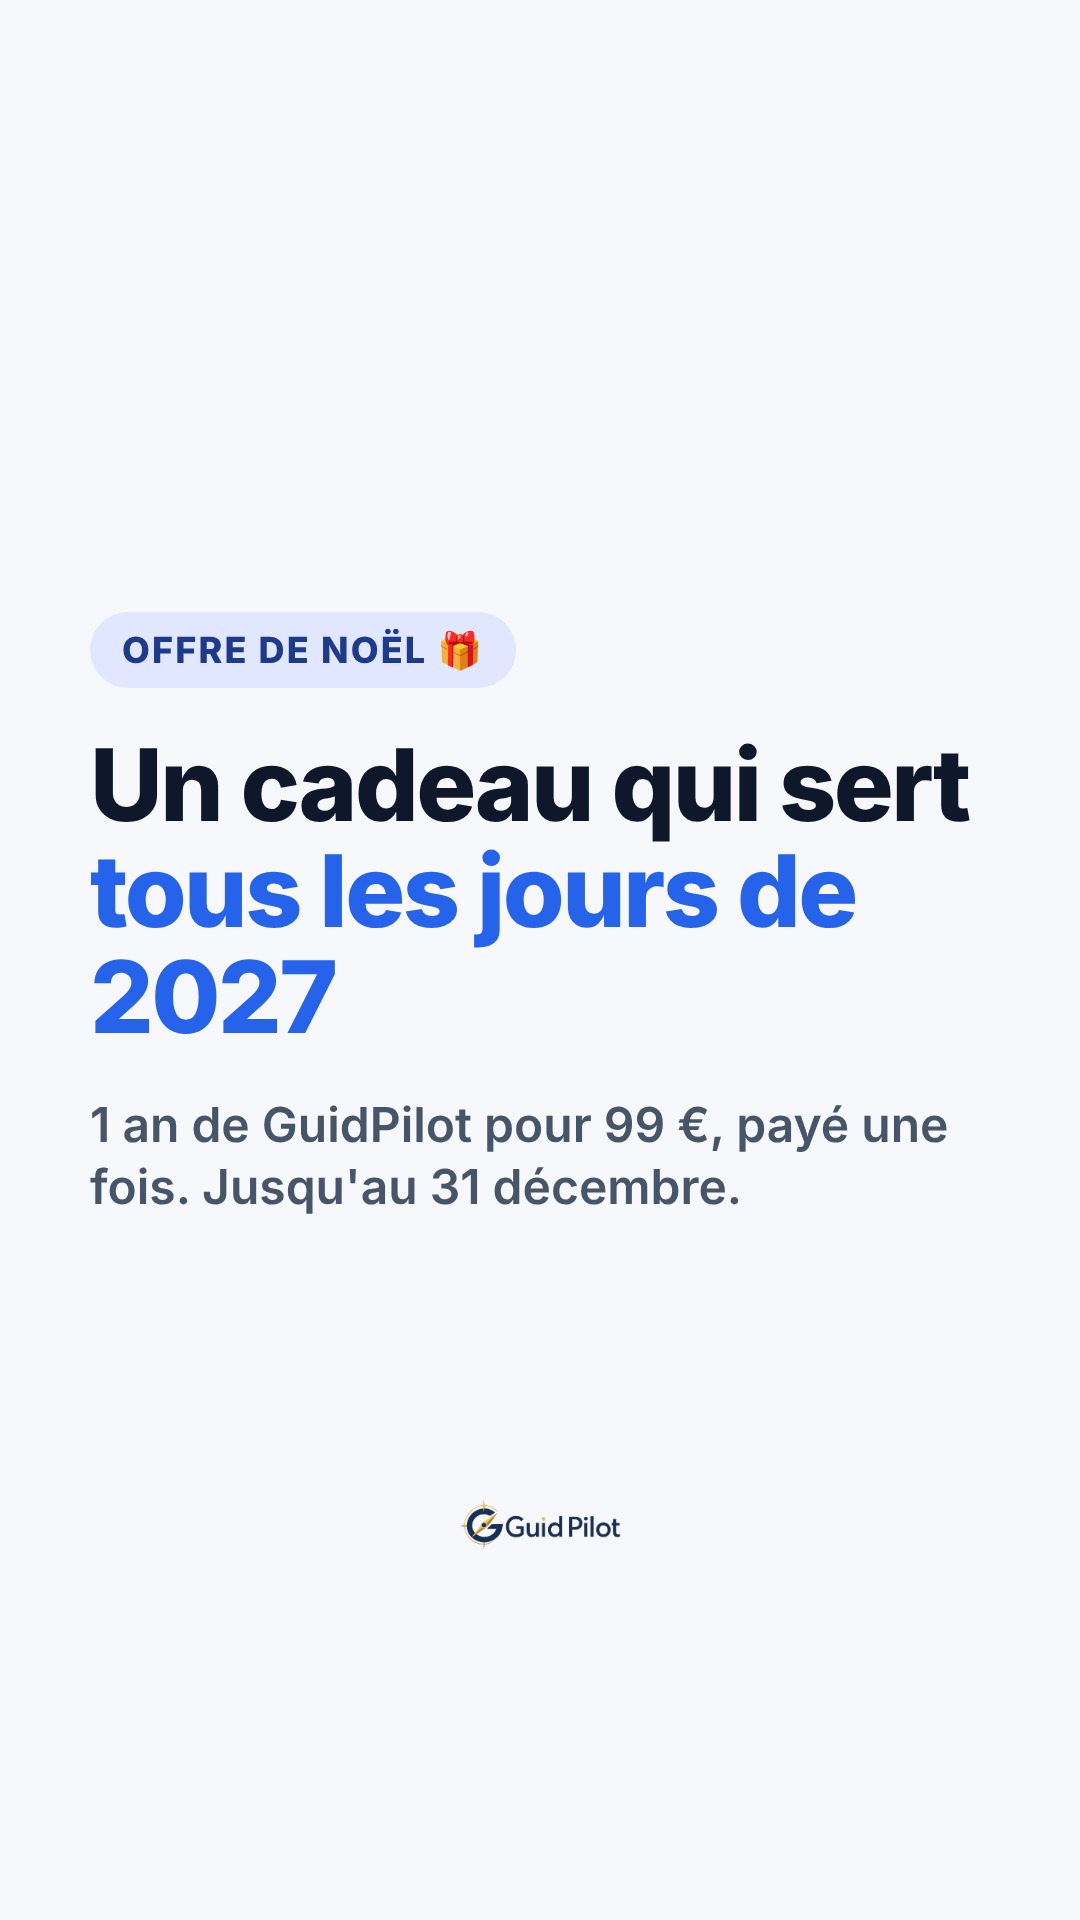 OFFRE DE NOËL 🎁
Un cadeau qui sert
tous les jours de
2027
1 an de GuidPilot pour 99 €, payé une
fois. Jusqu'au 31 décembre.
Guid Pilot